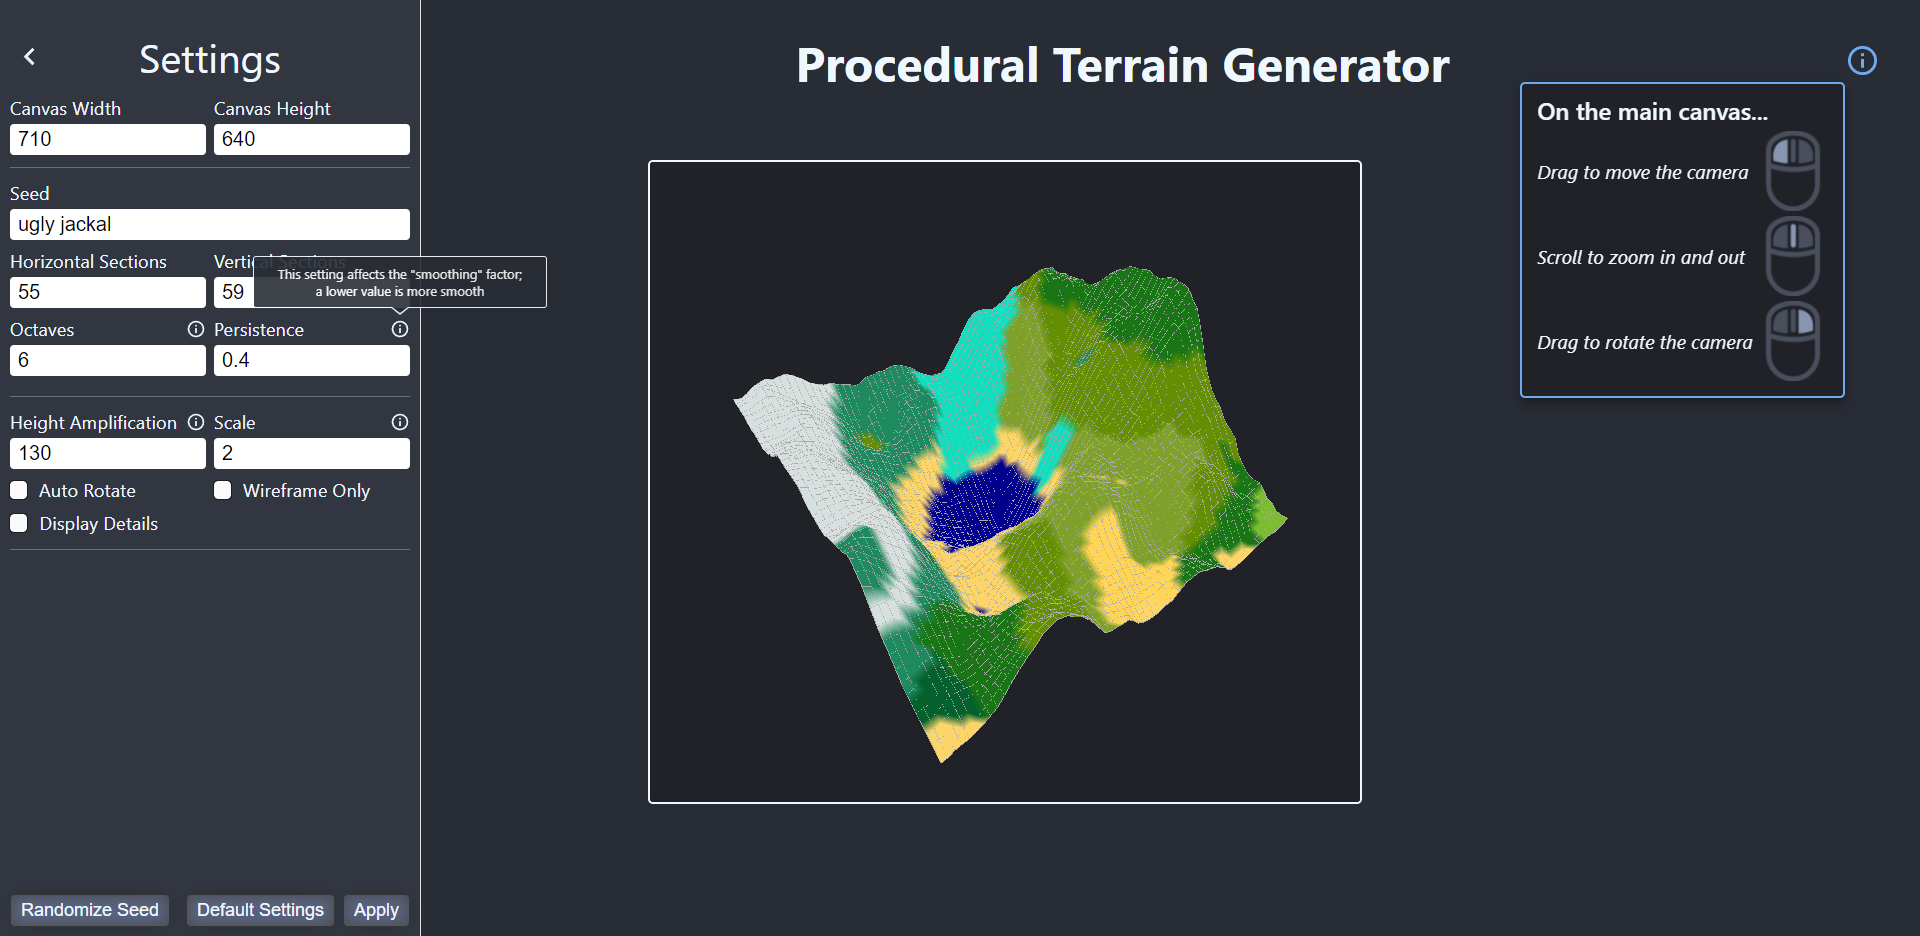 Settings
Procedural Terrain Generator
Canvas Width
Canvas Height
710
640
Seed
ugly jackal
Horizontal Sections
Vertical Sections
55
59
This setting affects the "smoothing" factor;
a lower value is more smooth
Octaves
Persistence
6
0.4
Height Amplification
Scale
130
2
Auto Rotate
Wireframe Only
Display Details
Randomize Seed
Default Settings
Apply
On the main canvas...
Drag to move the camera
Scroll to zoom in and out
Drag to rotate the camera